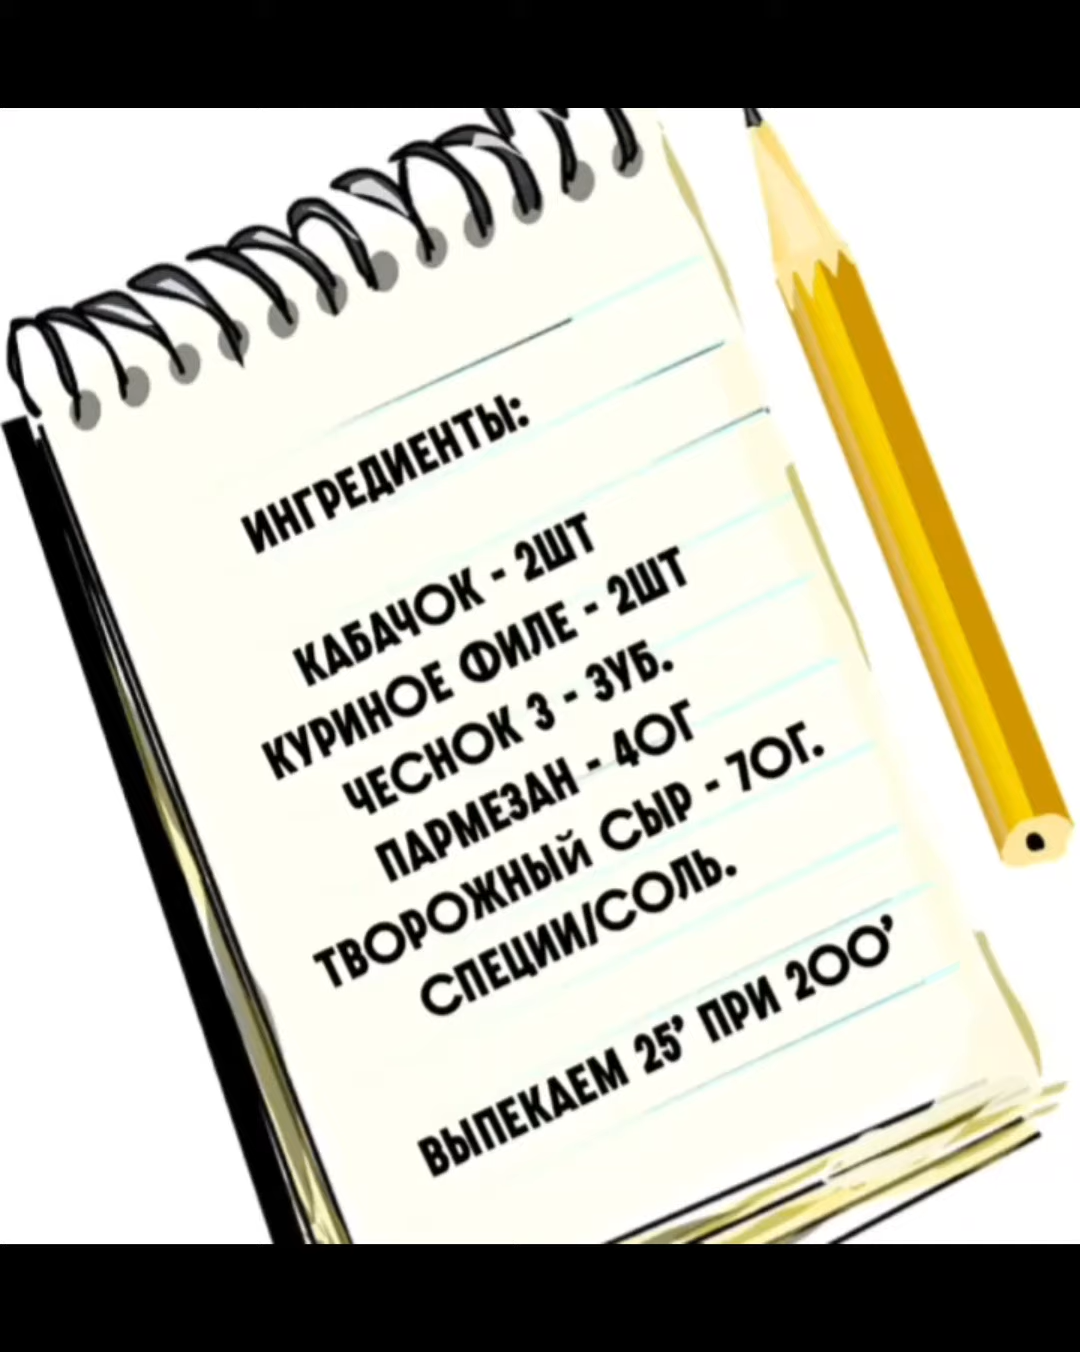 ИНГРЕДИЕНТЫ:
КАБАЧОК - 2ШТ
КУРИНОЕ ФИЛЕ - 2ШТ
ЧЕСНОК 3 - ЗУБ.
ПАРМЕЗАН - 40Г
ТВОРОЖНЫЙ СЫР - 70Г.
СПЕЦИИ/СОЛЬ.
ВЫПЕКАЕМ 25’ ПРИ 200’